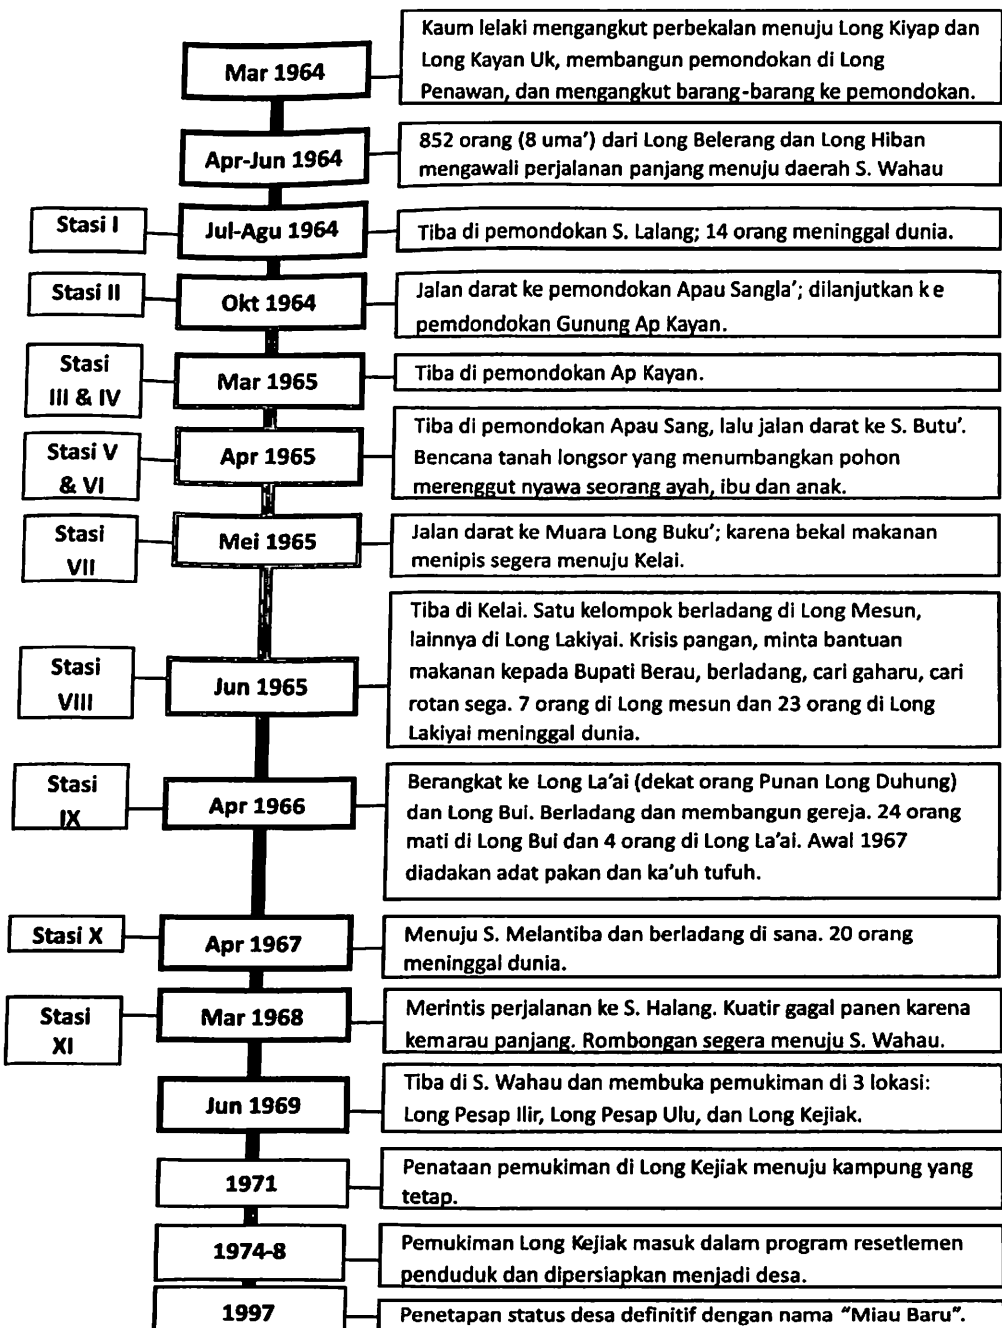 Mar 1964
Kaum lelaki mengangkut perbekalan menuju Long Kiyap dan
Long Kayan Uk, membangun pemondokan di Long
Penawan, dan mengangkut barang-barang ke pemondokan.
Apr-Jun 1964
852 orang (8 uma') dari Long Belerang dan Long Hiban
mengawali perjalanan panjang menuju daerah S. Wahau
Stasi I
Jul-Agu 1964
Tiba di pemondokan S. Lalang; 14 orang meninggal dunia.
Stasi II
Okt 1964
Jalan darat ke pemondokan Apau Sangla'; dilanjutkan ke
pemdondokan Gunung Ap Kayan.
Stasi
III & IV
Mar 1965
Tiba di pemondokan Ap Kayan.
Stasi V
& VI
Apr 1965
Tiba di pemondokan Apau Sang, lalu jalan darat ke S. Butu'.
Bencana tanah longsor yang menumbangkan pohon
merenggut nyawa seorang ayah, ibu dan anak.
Stasi
VII
Mei 1965
Jalan darat ke Muara Long Buku'; karena bekal makanan
menipis segera menuju Kelai.
Stasi
VIII
Jun 1965
Tiba di Kelai. Satu kelompok berladang di Long Mesun,
lainnya di Long Lakiyai. Krisis pangan, minta bantuan
makanan kepada Bupati Berau, berladang, cari gaharu, cari
rotan sega. 7 orang di Long mesun dan 23 orang di Long
Lakiyai meninggal dunia.
Stasi
IX
Apr 1966
Berangkat ke Long La'ai (dekat orang Punan Long Duhung)
dan Long Bui. Berladang dan membangun gereja. 24 orang
mati di Long Bui dan 4 orang di Long La'ai. Awal 1967
diadakan adat pakan dan ka'uh tufuh.
Stasi X
Apr 1967
Menuju S. Melantiba dan berladang di sana. 20 orang
meninggal dunia.
Stasi
XI
Mar 1968
Merintis perjalanan ke S. Halang. Kuatir gagal panen karena
kemarau panjang. Rombongan segera menuju S. Wahau.
Jun 1969
Tiba di S. Wahau dan membuka pemukiman di 3 lokasi:
Long Pesap Ilir, Long Pesap Ulu, dan Long Kejiak.
1971
Penataan pemukiman di Long Kejiak menuju kampung yang
tetap.
1974-8
Pemukiman Long Kejiak masuk dalam program resetlemen
penduduk dan dipersiapkan menjadi desa.
1997
Penetapan status desa definitif dengan nama "Miau Baru".